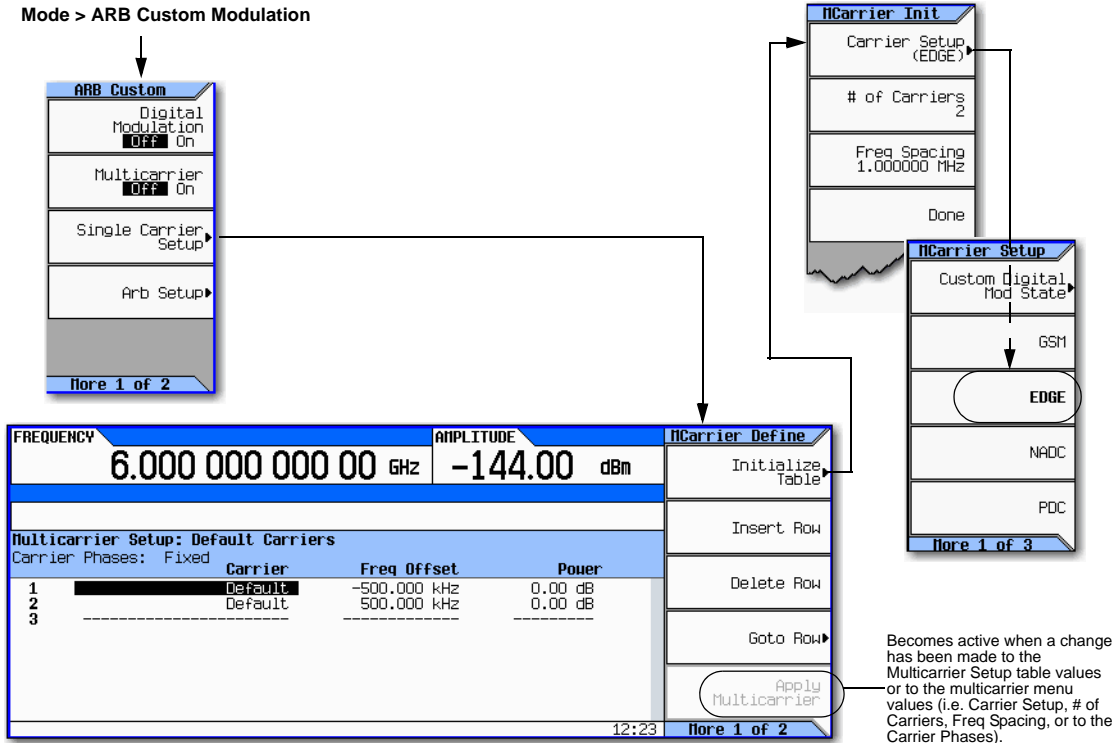 Mode > ARB Custom Modulation
ARB Custom
Digital
Modulation
Off On
Multicarrier
Off On
Single Carrier
Setup
Arb Setup
More 1 of 2
MCarrier Init
Carrier Setup
(EDGE)
# of Carriers
2
Freq Spacing
1.000000 MHz
Done
MCarrier Setup
Custom Digital
Mod State
GSM
EDGE
NADC
PDC
More 1 of 3
FREQUENCY AMPLITUDE
6.000 000 000 00 GHz -144.00 dBm
Multicarrier Setup: Default Carriers
Carrier Phases: Fixed
Carrier Freq Offset Power
1 Default -500.000 kHz 0.00 dB
2 Default 500.000 kHz 0.00 dB
3 ----------------------- ------------- ---------
12:23
MCarrier Define
Initialize
Table
Insert Row
Delete Row
Goto Row
Apply
Multicarrier
More 1 of 2
Becomes active when a change
has been made to the
Multicarrier Setup table values
or to the multicarrier menu
values (i.e. Carrier Setup, # of
Carriers, Freq Spacing, or to the
Carrier Phases).